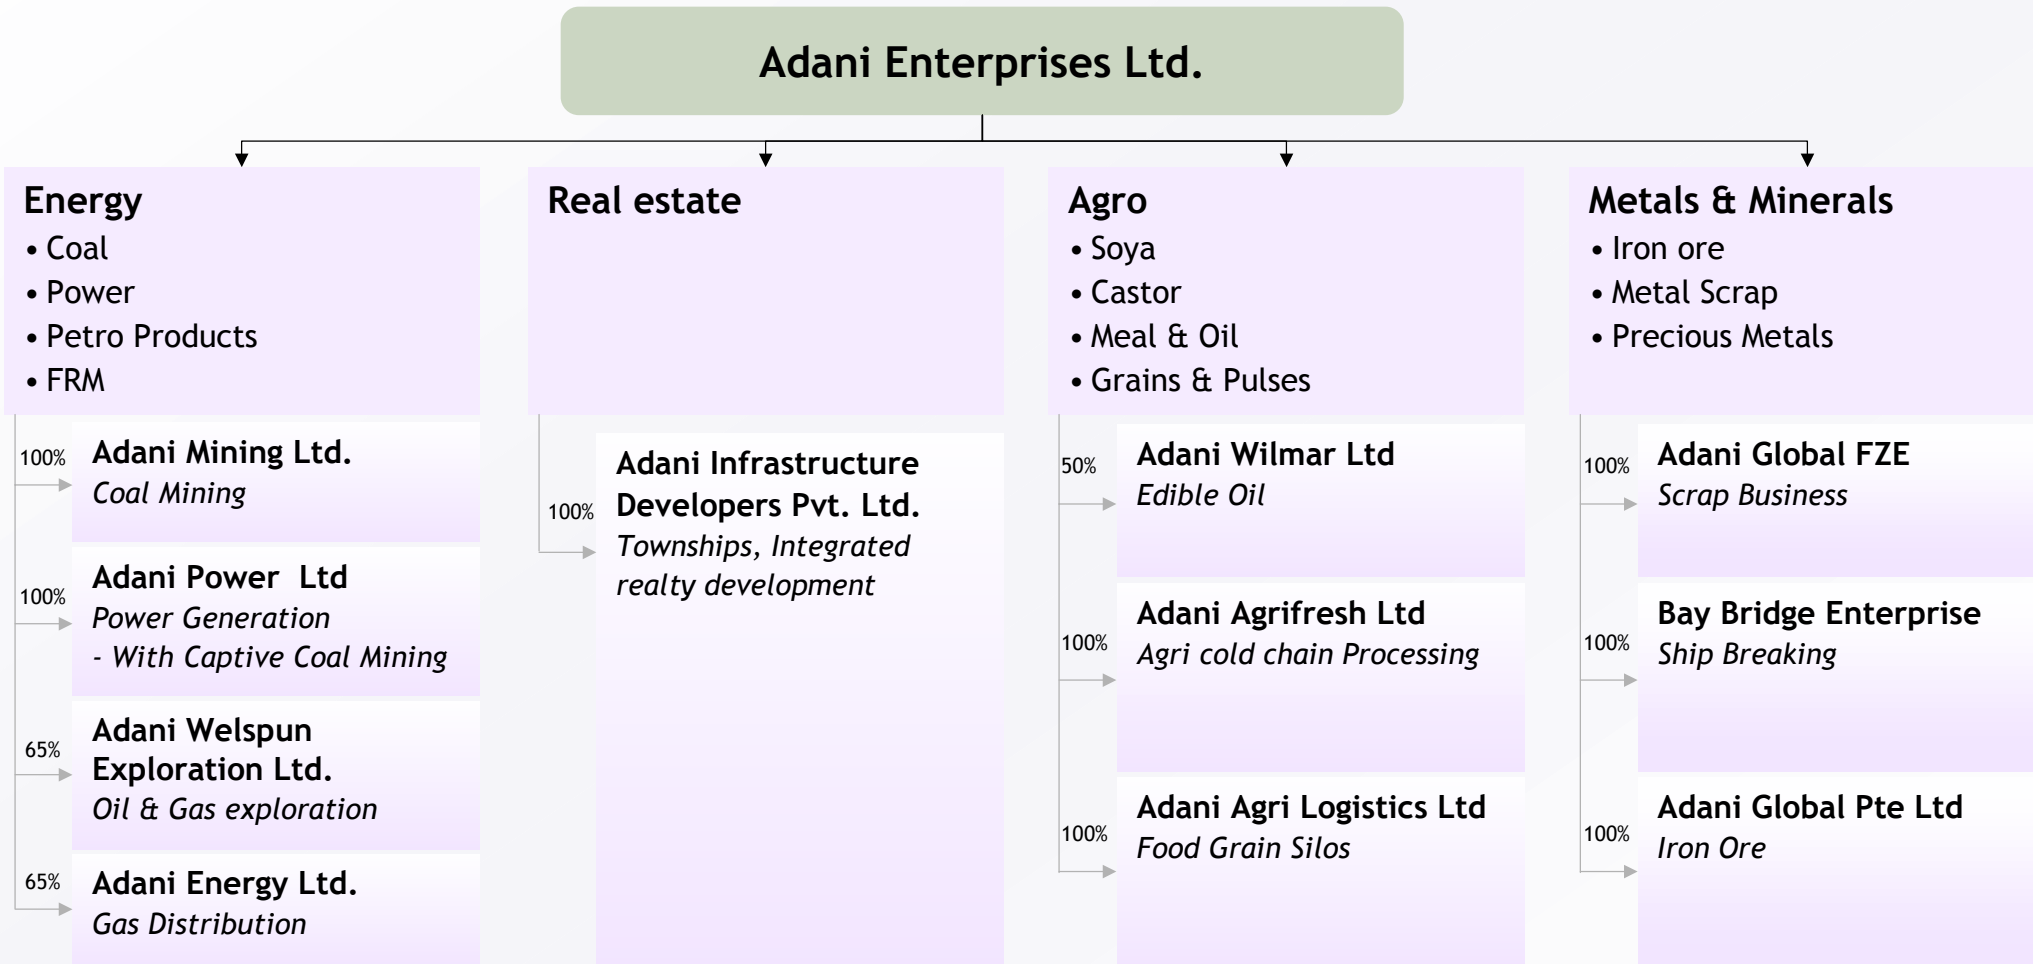 Adani Enterprises Ltd.
Energy
• Coal
• Power
• Petro Products
• FRM
100%
Adani Mining Ltd.
Coal Mining
100%
Adani Power  Ltd
Power Generation
- With Captive Coal Mining
65%
Adani Welspun
Exploration Ltd.
Oil & Gas exploration
65%
Adani Energy Ltd.
Gas Distribution
Real estate
100%
Adani Infrastructure
Developers Pvt. Ltd.
Townships, Integrated
realty development
Agro
• Soya
• Castor
• Meal & Oil
• Grains & Pulses
50%
Adani Wilmar Ltd
Edible Oil
100%
Adani Agrifresh Ltd
Agri cold chain Processing
100%
Adani Agri Logistics Ltd
Food Grain Silos
Metals & Minerals
• Iron ore
• Metal Scrap
• Precious Metals
100%
Adani Global FZE
Scrap Business
100%
Bay Bridge Enterprise
Ship Breaking
100%
Adani Global Pte Ltd
Iron Ore